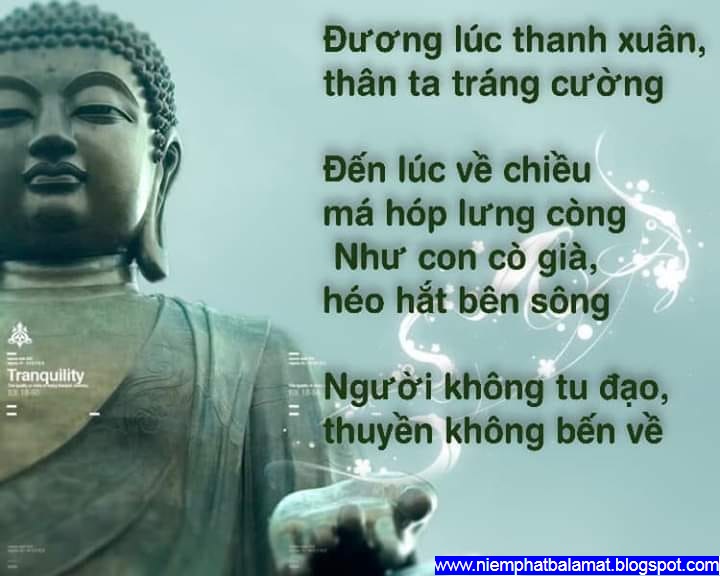 Đương lúc thanh xuân,
thân ta tráng cường
Đến lúc về chiều
má hóp lưng còng
Như con cò già,
héo hắt bên sông
Người không tu đạo,
thuyền không bến về
Tranquility
www.niemphatbalamat.blogspot.com